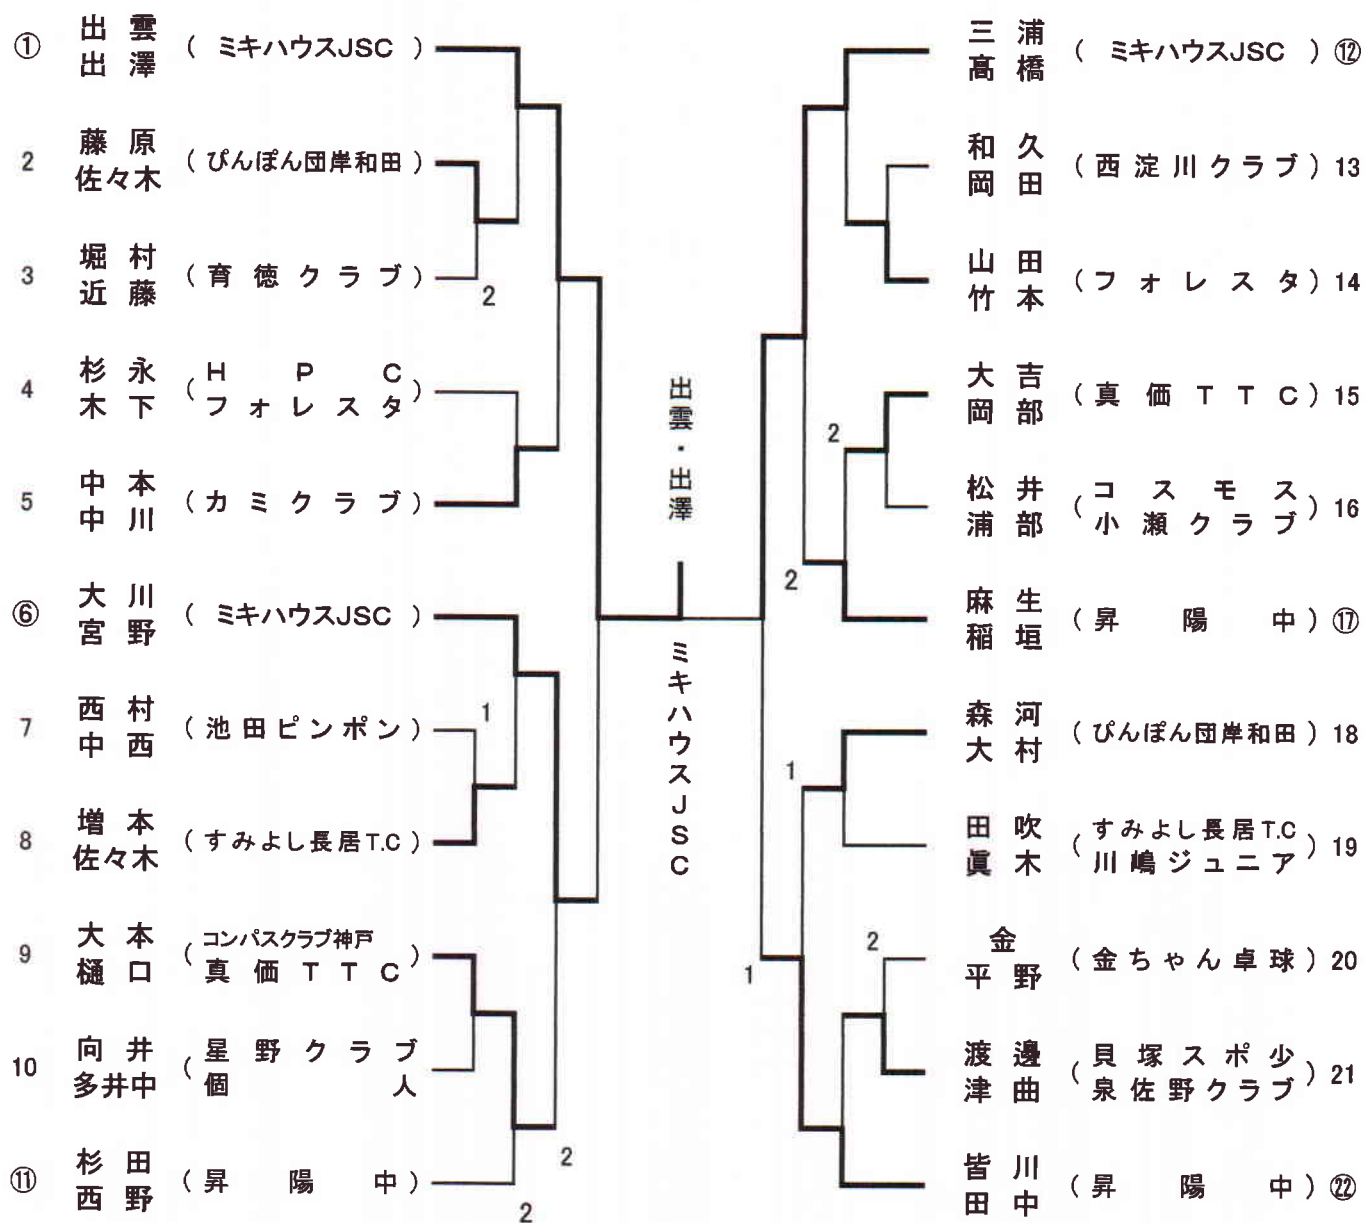 ① 出雲 出澤 (ミキハウスJSC)
2 藤原 佐々木 (ぴんぽん団岸和田)
3 堀村 近藤 (育徳クラブ)
2
4 杉永 木下 (HPC フォレスタ)
5 中本 中川 (カミクラブ)
⑥ 大川 宮野 (ミキハウスJSC)
7 西村 中西 (池田ピンポン)
1
8 増本 佐々木 (すみよし長居T.C)
9 大本 樋口 (コンパスクラブ神戸 真価TTC)
10 向井 多井中 (星野クラブ 個人)
2
⑪ 杉田 西野 (昇陽中)
2
出雲・出澤
ミキハウスJSC
三浦 髙橋 (ミキハウスJSC) ⑫
和久 岡田 (西淀川クラブ) 13
山田 竹本 (フォレスタ) 14
大吉 岡部 (真価TTC) 15
2
松井 浦部 (コスモス 小瀬クラブ) 16
2
麻生 稲垣 (昇陽中) ⑰
森河 大村 (ぴんぽん団岸和田) 18
1
田吹 眞木 (すみよし長居T.C 川嶋ジュニア) 19
2
金 平野 (金ちゃん卓球) 20
1
渡邊 津曲 (貝塚スポ少 泉佐野クラブ) 21
皆川 田中 (昇陽中) ㉒